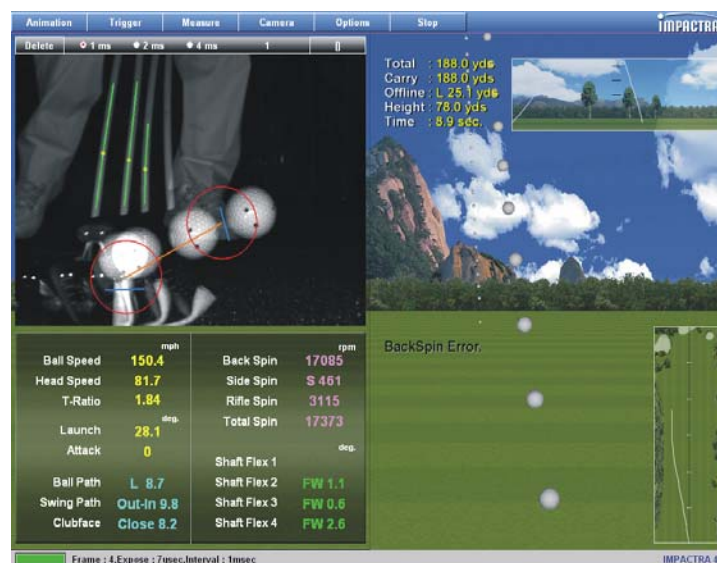 Animation Trigger Measure Camera Options Stop
IMPACTRA
Delete 1 ms 2 ms 4 ms 1 0
Total : 188.0 yds
Carry : 188.0 yds
Offline : L 25.1 yds
Height : 78.0 yds
Time : 8.9 sec.
BackSpin Error.
mph
Ball Speed 150.4
Head Speed 81.7
T-Ratio 1.84
deg.
Launch 28.1
Attack 0
Ball Path L 8.7
Swing Path Out-In 9.8
Clubface Close 8.2
rpm
Back Spin 17085
Side Spin S 461
Rifle Spin 3115
Total Spin 17373
deg.
Shaft Flex 1
Shaft Flex 2 FW 1.1
Shaft Flex 3 FW 0.6
Shaft Flex 4 FW 2.6
Frame : 4,Expose : 7usec,Interval : 1msec
IMPACTRA